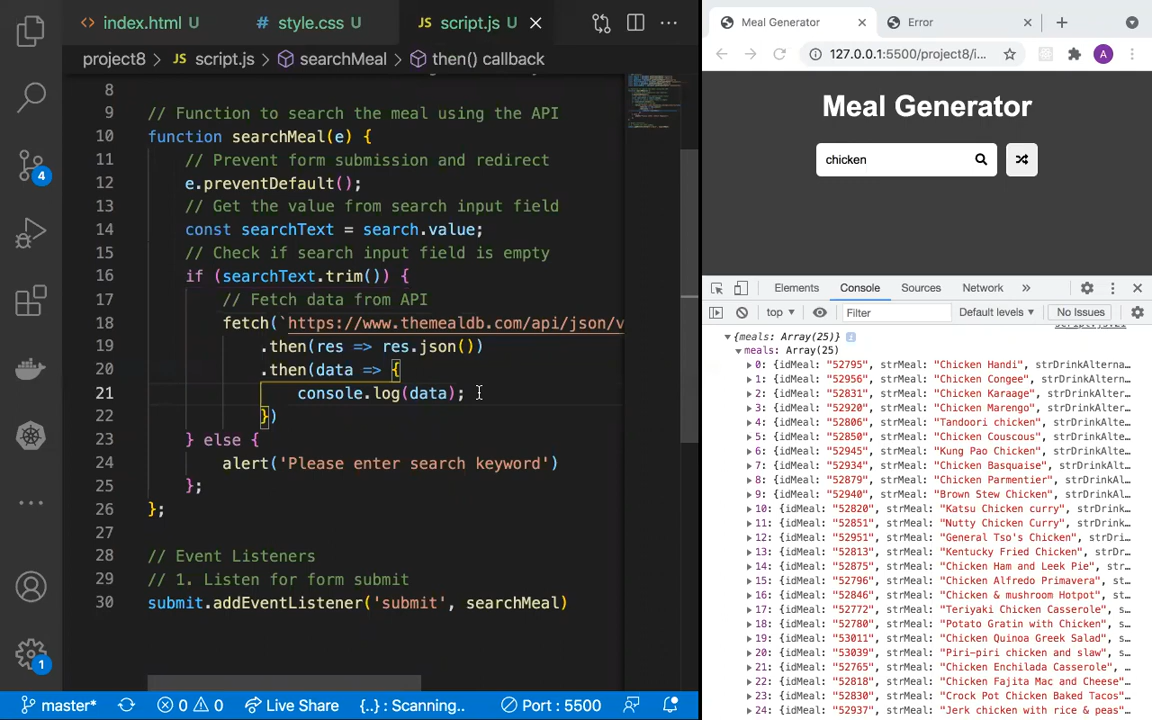 index.html U
style.css U
JS script.js U
project8 > JS script.js > searchMeal > then() callback
8
9 // Function to search the meal using the API
10 function searchMeal(e) {
11 // Prevent form submission and redirect
12 e.preventDefault();
13 // Get the value from search input field
14 const searchText = search.value;
15 // Check if search input field is empty
16 if (searchText.trim()) {
17 // Fetch data from API
18 fetch(`https://www.themealdb.com/api/json/v
19 .then(res => res.json())
20 .then(data => {
21 console.log(data);
22 })
23 } else {
24 alert('Please enter search keyword')
25 };
26 };
27
28 // Event Listeners
29 // 1. Listen for form submit
30 submit.addEventListener('submit', searchMeal)
4
1
master* 0 0 Live Share {..} : Scanning.. Port : 5500
Meal Generator
Error
127.0.0.1:5500/project8/i... A
Meal Generator
chicken
Elements Console Sources Network »
top Filter Default levels No Issues
{meals: Array(25)} i
meals: Array(25)
0: {idMeal: "52795", strMeal: "Chicken Handi", strDrinkAlterna…
1: {idMeal: "52956", strMeal: "Chicken Congee", strDrinkAltern…
2: {idMeal: "52831", strMeal: "Chicken Karaage", strDrinkAlter…
3: {idMeal: "52920", strMeal: "Chicken Marengo", strDrinkAlter…
4: {idMeal: "52806", strMeal: "Tandoori chicken", strDrinkAlte…
5: {idMeal: "52850", strMeal: "Chicken Couscous", strDrinkAlte…
6: {idMeal: "52945", strMeal: "Kung Pao Chicken", strDrinkAlte…
7: {idMeal: "52934", strMeal: "Chicken Basquaise", strDrinkAlt…
8: {idMeal: "52879", strMeal: "Chicken Parmentier", strDrinkAl…
9: {idMeal: "52940", strMeal: "Brown Stew Chicken", strDrinkAl…
10: {idMeal: "52820", strMeal: "Katsu Chicken curry", strDrink…
11: {idMeal: "52851", strMeal: "Nutty Chicken Curry", strDrink…
12: {idMeal: "52951", strMeal: "General Tso's Chicken", strDri…
13: {idMeal: "52813", strMeal: "Kentucky Fried Chicken", strDr…
14: {idMeal: "52875", strMeal: "Chicken Ham and Leek Pie", str…
15: {idMeal: "52796", strMeal: "Chicken Alfredo Primavera", st…
16: {idMeal: "52846", strMeal: "Chicken & mushroom Hotpot", st…
17: {idMeal: "52772", strMeal: "Teriyaki Chicken Casserole", s…
18: {idMeal: "52780", strMeal: "Potato Gratin with Chicken", s…
19: {idMeal: "53011", strMeal: "Chicken Quinoa Greek Salad", s…
20: {idMeal: "53039", strMeal: "Piri-piri chicken and slaw", s…
21: {idMeal: "52765", strMeal: "Chicken Enchilada Casserole", …
22: {idMeal: "52818", strMeal: "Chicken Fajita Mac and Cheese"…
23: {idMeal: "52830", strMeal: "Crock Pot Chicken Baked Tacos"…
24: {idMeal: "52937", strMeal: "Jerk chicken with rice & peas"…